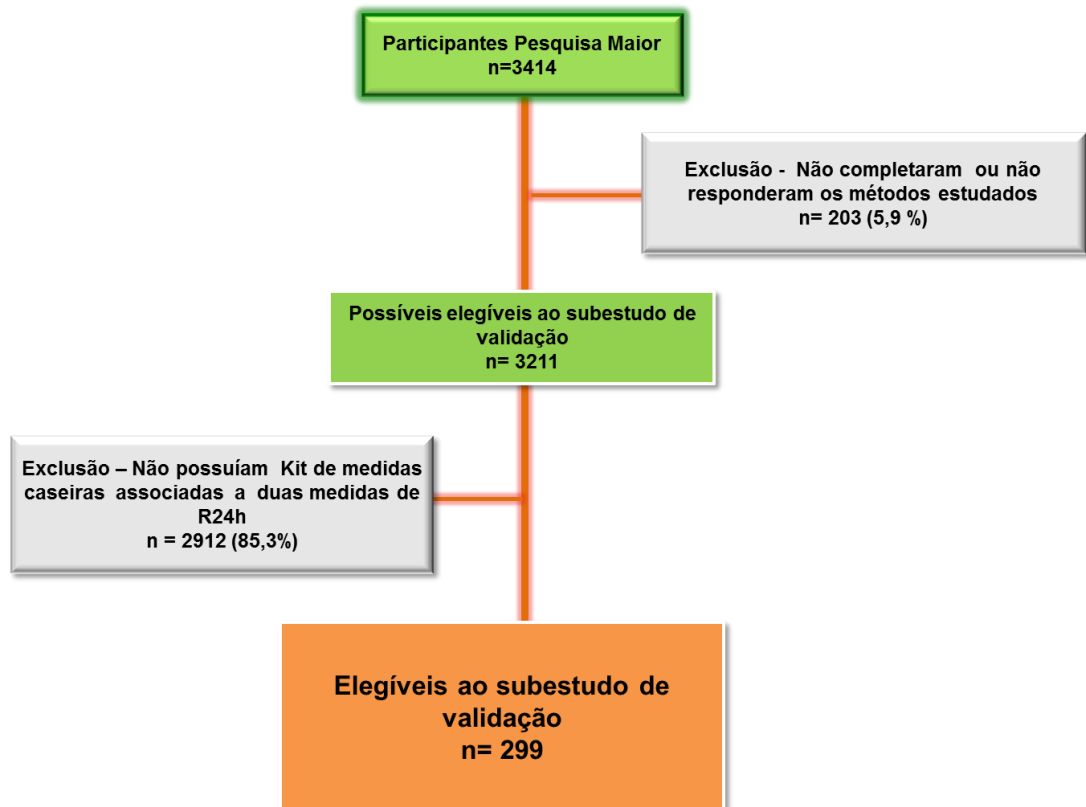 Participantes Pesquisa Maior
n=3414
Exclusão - Não completaram ou não
responderam os métodos estudados
n= 203 (5,9 %)
Possíveis elegíveis ao subestudo de
validação
n= 3211
Exclusão – Não possuíam Kit de medidas
caseiras associadas a duas medidas de
R24h
n = 2912 (85,3%)
Elegíveis ao subestudo de
validação
n= 299